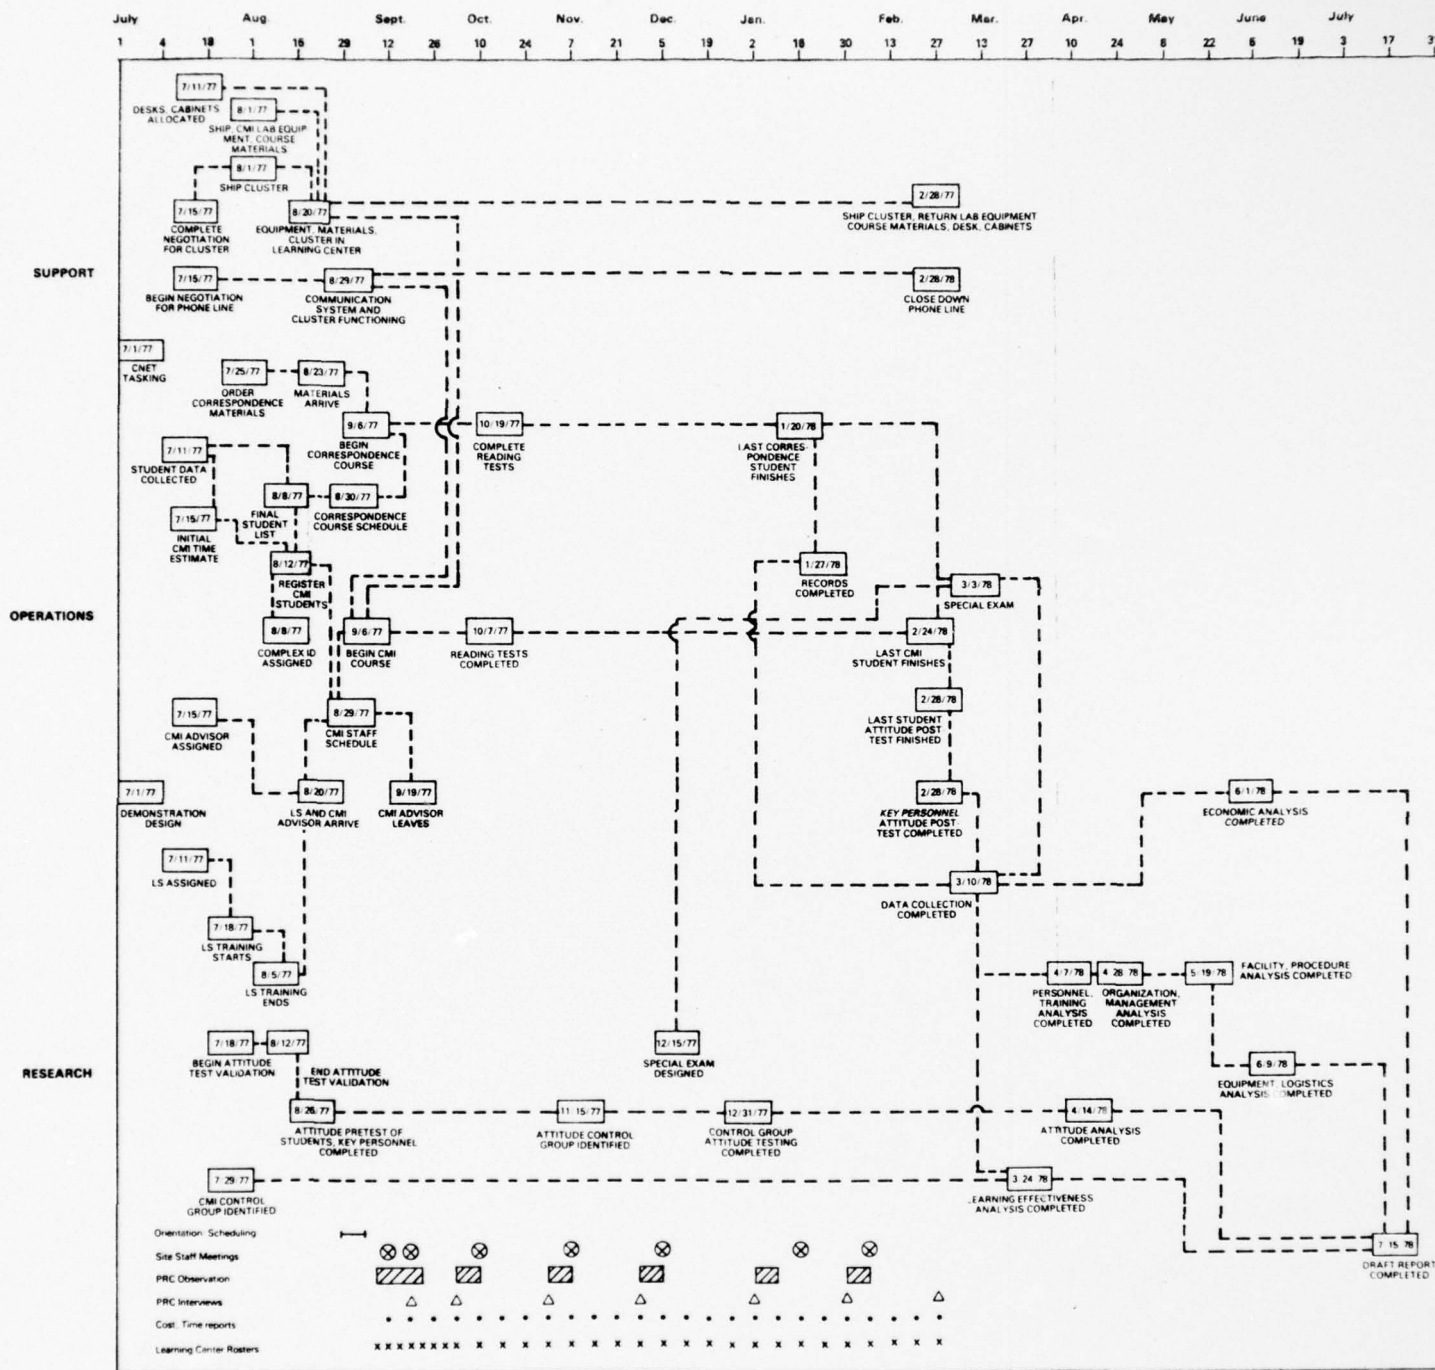 July Aug. Sept. Oct. Nov. Dec. Jan. Feb. Mar. Apr. May June July
1 4 18 1 16 29 12 26 10 24 7 21 5 19 2 16 30 13 27 13 27 10 24 8 22 6 19 3 17 31
7/11/77
DESKS, CABINETS
ALLOCATED
8/1/77
SHIP, CMI LAB EQUIP
MENT, COURSE
MATERIALS
8/1/77
SHIP CLUSTER
7/15/77
COMPLETE
NEGOTIATION
FOR CLUSTER
8/20/77
EQUIPMENT, MATERIALS,
CLUSTER IN
LEARNING CENTER
2/28/77
SHIP CLUSTER, RETURN LAB EQUIPMENT
COURSE MATERIALS, DESK, CABINETS
SUPPORT
7/15/77
BEGIN NEGOTIATION
FOR PHONE LINE
8/29/77
COMMUNICATION
SYSTEM AND
CLUSTER FUNCTIONING
2/28/78
CLOSE DOWN
PHONE LINE
7/1/77
CNET
TASKING
7/25/77
ORDER
CORRESPONDENCE
MATERIALS
8/23/77
MATERIALS
ARRIVE
9/6/77
BEGIN
CORRESPONDENCE
COURSE
10/19/77
COMPLETE
READING
TESTS
1/20/78
LAST CORRES-
PONDENCE
STUDENT
FINISHES
7/11/77
STUDENT DATA
COLLECTED
8/8/77
FINAL
STUDENT
LIST
8/30/77
CORRESPONDENCE
COURSE SCHEDULE
7/15/77
INITIAL
CMI TIME
ESTIMATE
8/12/77
REGISTER
CMI
STUDENTS
1/27/78
RECORDS
COMPLETED
3/3/78
SPECIAL EXAM
OPERATIONS
8/8/77
COMPLEX ID
ASSIGNED
9/6/77
BEGIN CMI
COURSE
10/7/77
READING TESTS
COMPLETED
2/24/78
LAST CMI
STUDENT FINISHES
7/15/77
CMI ADVISOR
ASSIGNED
8/29/77
CMI STAFF
SCHEDULE
2/28/78
LAST STUDENT
ATTITUDE POST
TEST FINISHED
7/1/77
DEMONSTRATION
DESIGN
8/20/77
LS AND CMI
ADVISOR ARRIVE
9/19/77
CMI ADVISOR
LEAVES
2/28/78
KEY PERSONNEL
ATTITUDE POST-
TEST COMPLETED
6/1/78
ECONOMIC ANALYSIS
COMPLETED
7/11/77
LS ASSIGNED
3/10/78
DATA COLLECTION
COMPLETED
7/18/77
LS TRAINING
STARTS
8/5/77
LS TRAINING
ENDS
4/7/78
PERSONNEL,
TRAINING
ANALYSIS
COMPLETED
4 28 78
ORGANIZATION,
MANAGEMENT
ANALYSIS
COMPLETED
5/19/78
FACILITY, PROCEDURE
ANALYSIS COMPLETED
RESEARCH
7/18/77
BEGIN ATTITUDE
TEST VALIDATION
8/12/77
END ATTITUDE
TEST VALIDATION
12/15/77
SPECIAL EXAM
DESIGNED
6 9/78
EQUIPMENT, LOGISTICS
ANALYSIS COMPLETED
8/26/77
ATTITUDE PRETEST OF
STUDENTS, KEY PERSONNEL
COMPLETED
11 15/77
ATTITUDE CONTROL
GROUP IDENTIFIED
12/31/77
CONTROL GROUP
ATTITUDE TESTING
COMPLETED
4/14/78
ATTITUDE ANALYSIS
COMPLETED
7 29/77
CMI CONTROL
GROUP IDENTIFIED
3 24 78
LEARNING EFFECTIVENESS
ANALYSIS COMPLETED
7 15 78
DRAFT REPORT
COMPLETED
Orientation Scheduling
Site Staff Meetings
PRC Observation
PRC Interviews
Cost, Time reports
Learning Center Rosters